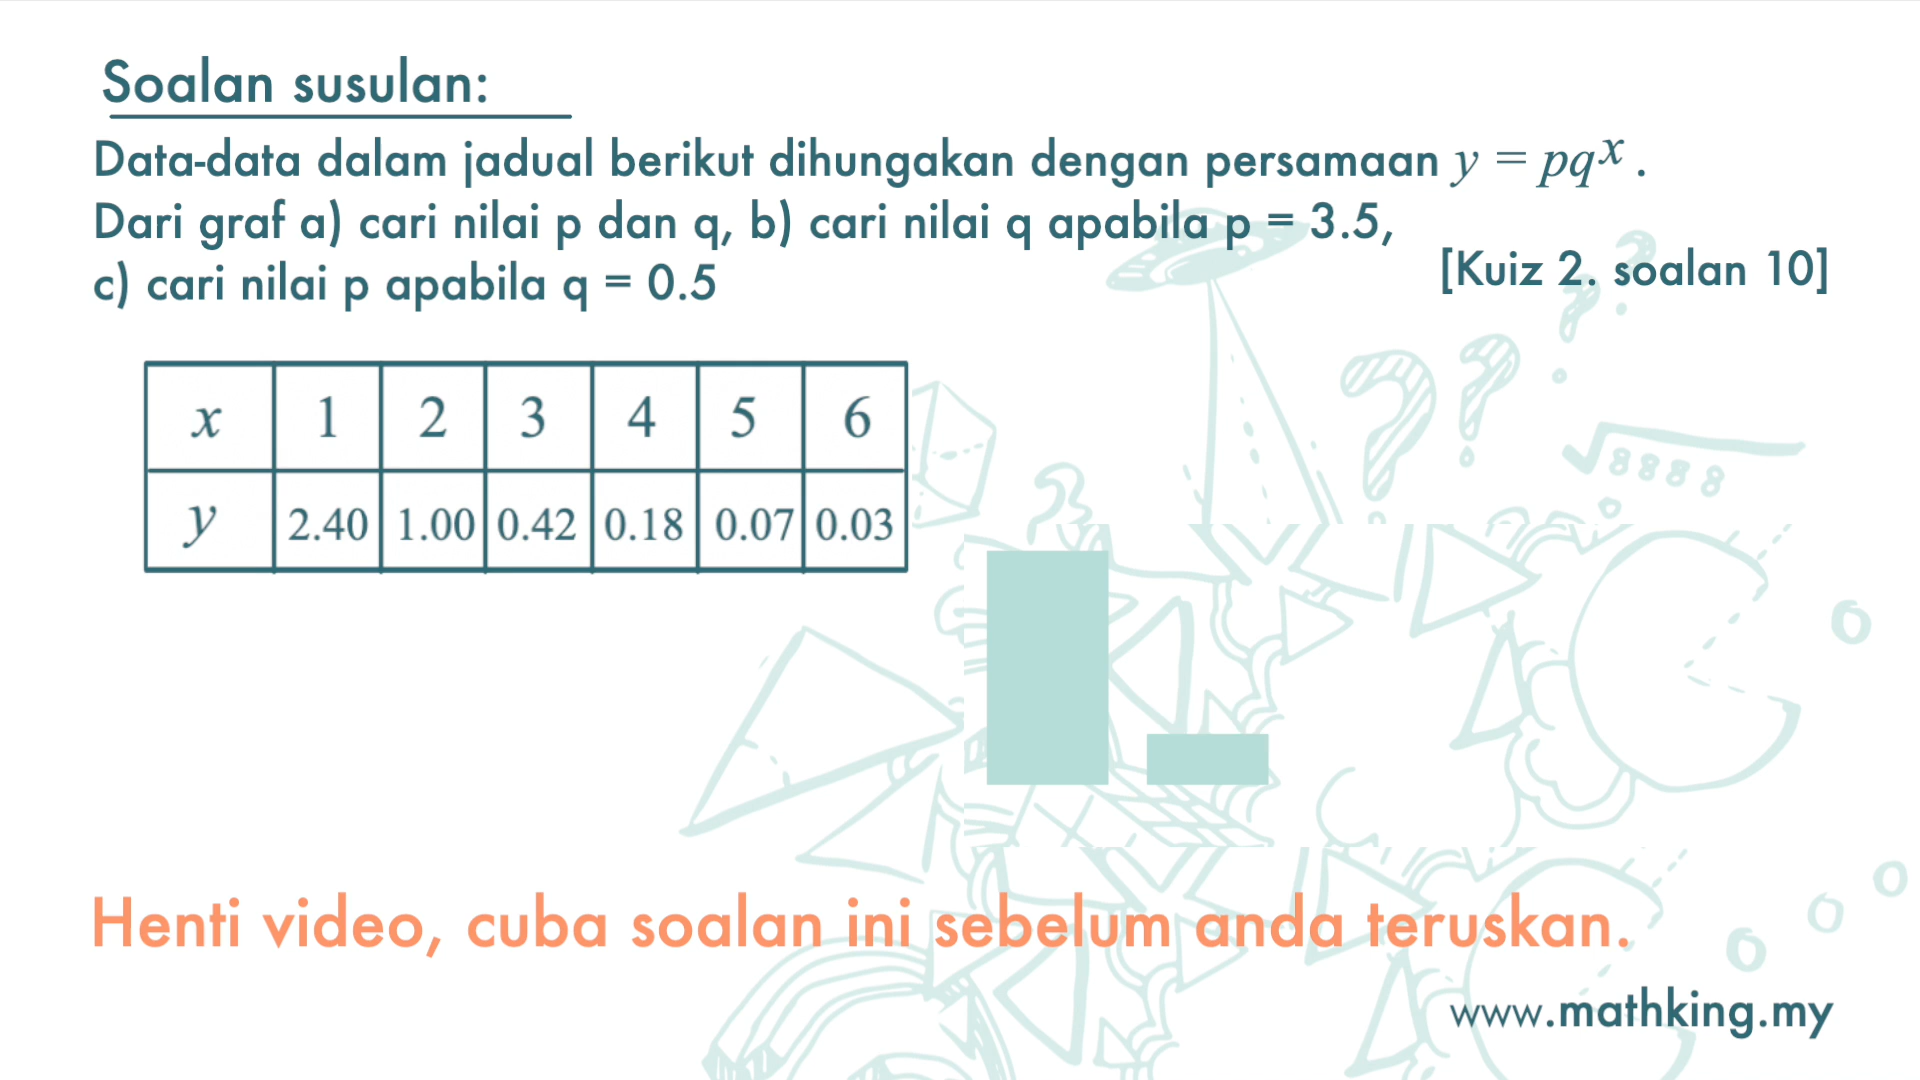 Soalan susulan:
Data-data dalam jadual berikut dihungakan dengan persamaan y = pq^x .
Dari graf a) cari nilai p dan q, b) cari nilai q apabila p = 3.5,
c) cari nilai p apabila q = 0.5
[Kuiz 2. soalan 10]
x 1 2 3 4 5 6
y 2.40 1.00 0.42 0.18 0.07 0.03
Henti video, cuba soalan ini sebelum anda teruskan.
www.mathking.my